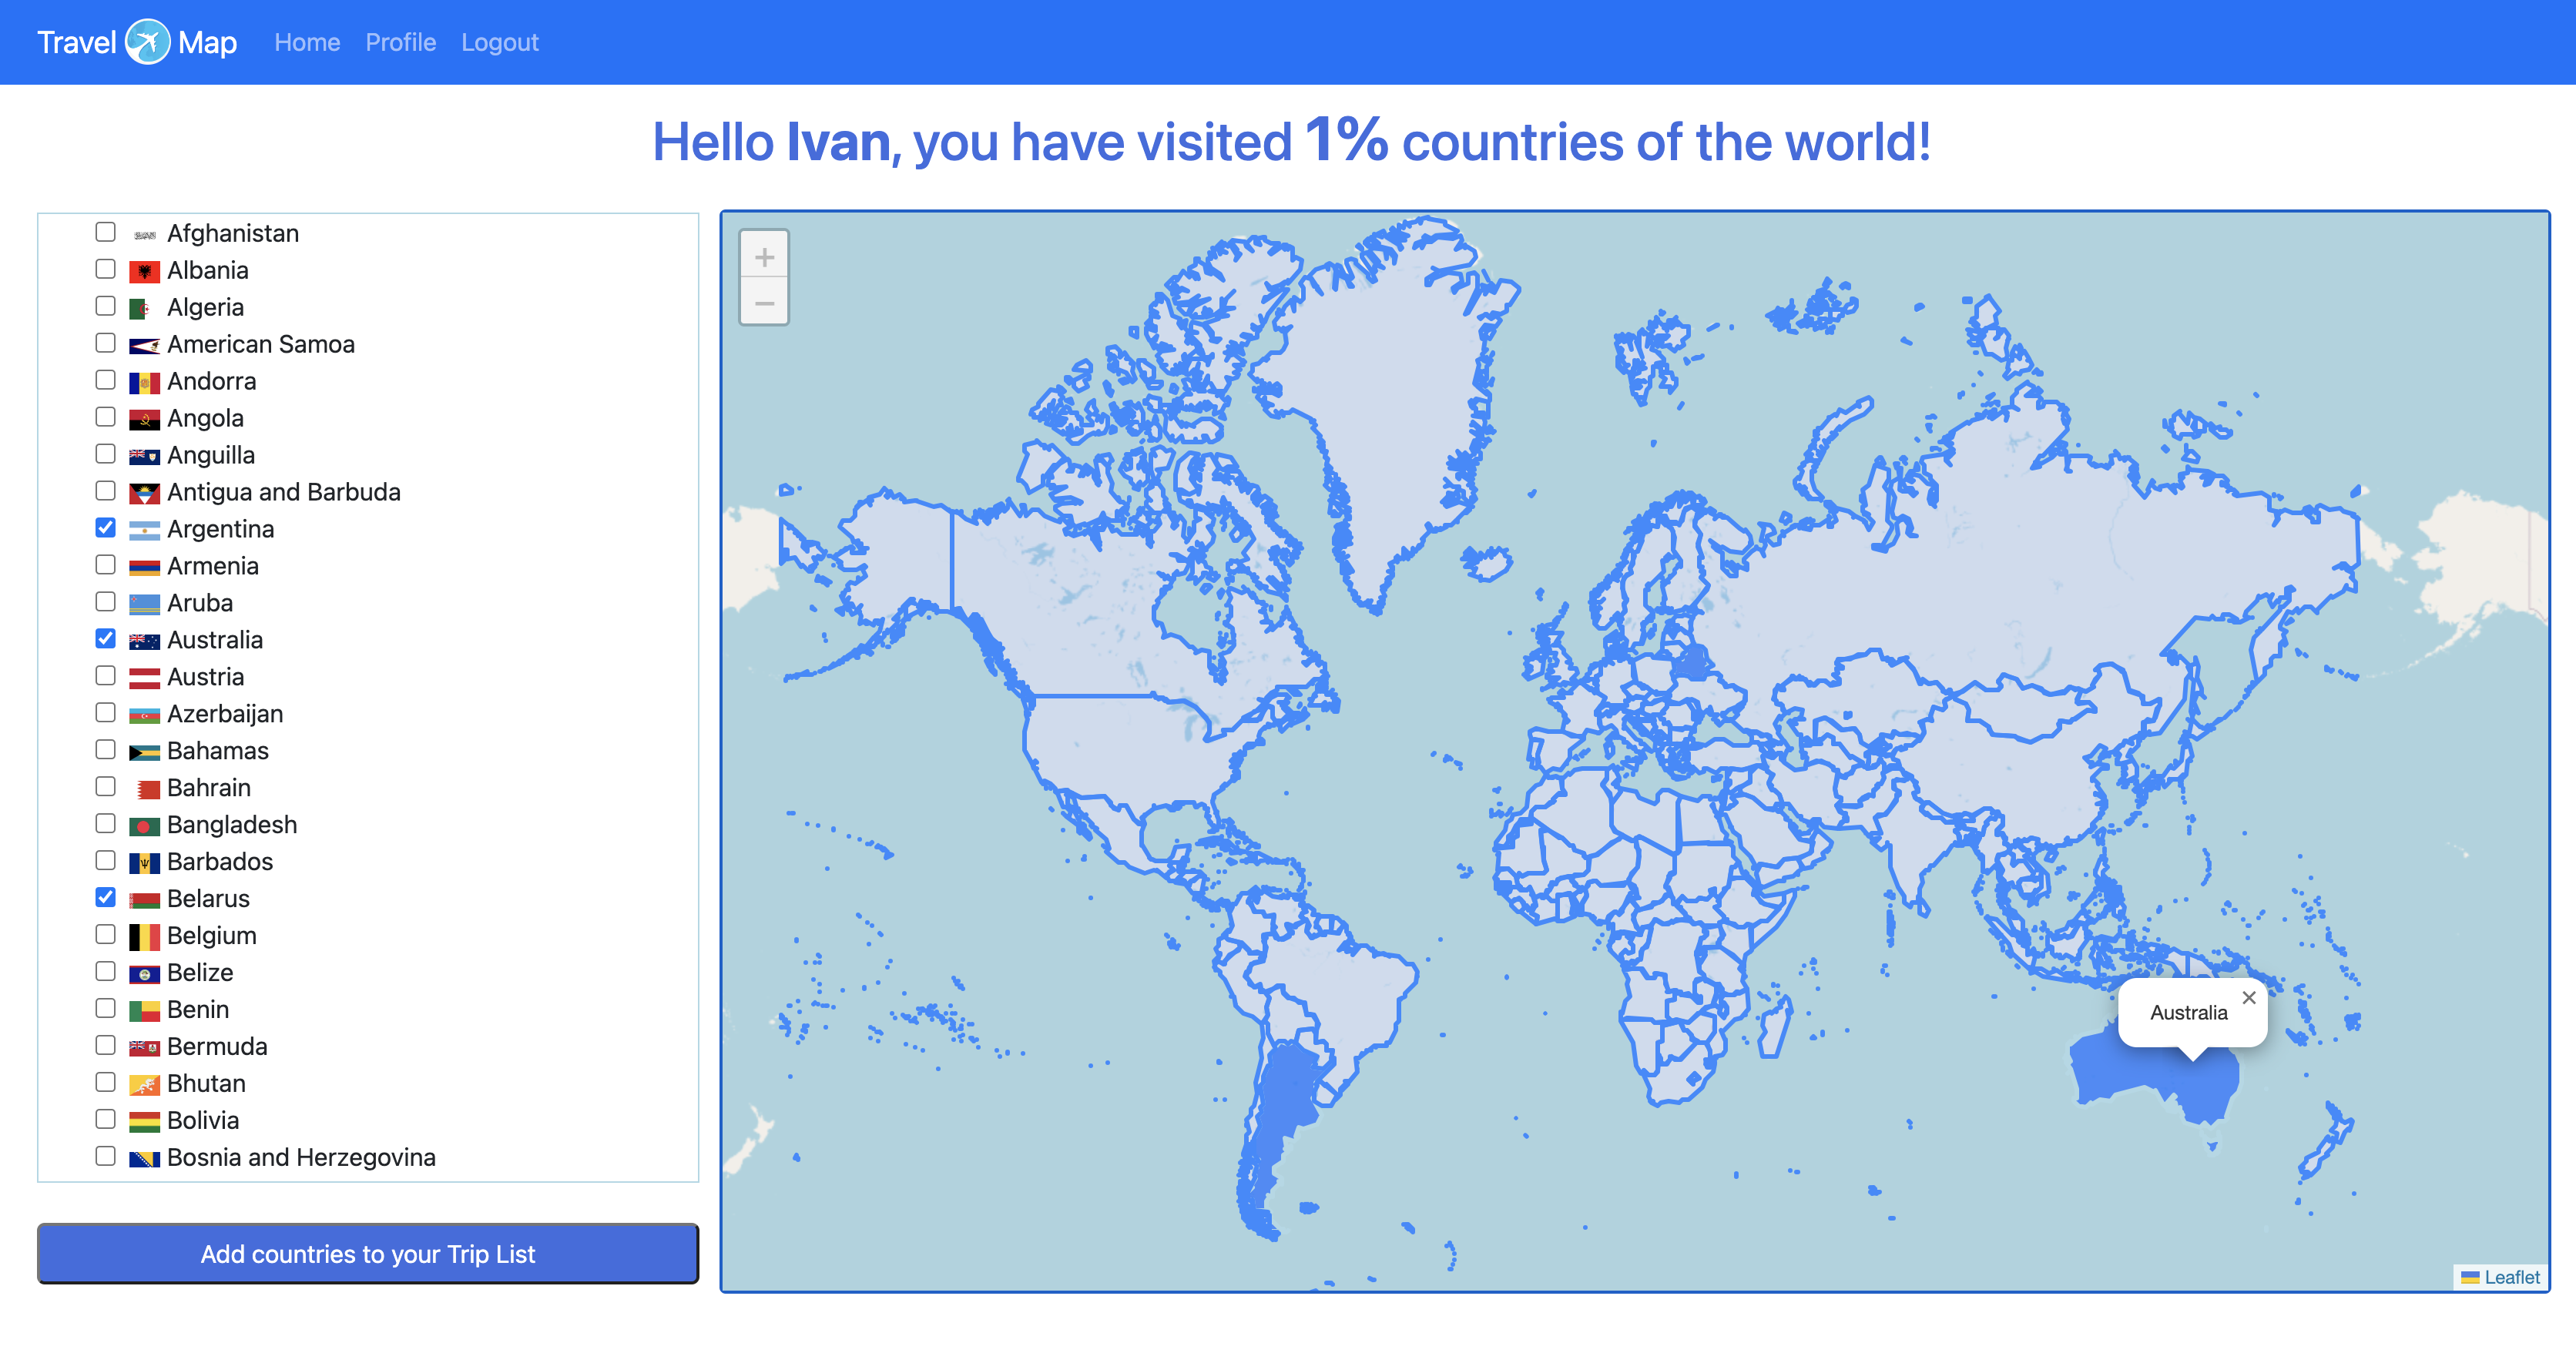 Travel Map Home Profile Logout
Hello Ivan, you have visited 1% countries of the world!
Afghanistan
Albania
Algeria
American Samoa
Andorra
Angola
Anguilla
Antigua and Barbuda
Argentina
Armenia
Aruba
Australia
Austria
Azerbaijan
Bahamas
Bahrain
Bangladesh
Barbados
Belarus
Belgium
Belize
Benin
Bermuda
Bhutan
Bolivia
Bosnia and Herzegovina
Add countries to your Trip List
+
−
Australia ×
Leaflet